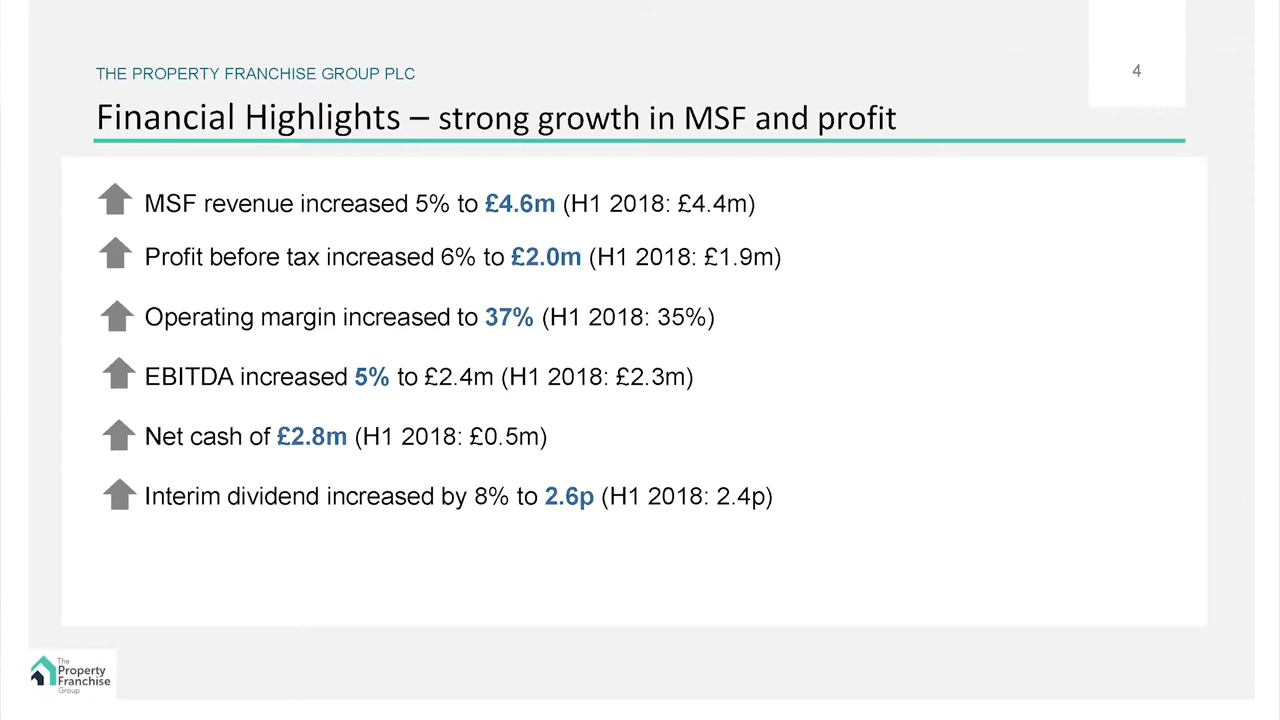 THE PROPERTY FRANCHISE GROUP PLC
4
Financial Highlights – strong growth in MSF and profit
MSF revenue increased 5% to £4.6m (H1 2018: £4.4m)
Profit before tax increased 6% to £2.0m (H1 2018: £1.9m)
Operating margin increased to 37% (H1 2018: 35%)
EBITDA increased 5% to £2.4m (H1 2018: £2.3m)
Net cash of £2.8m (H1 2018: £0.5m)
Interim dividend increased by 8% to 2.6p (H1 2018: 2.4p)
The
Property
Franchise
Group